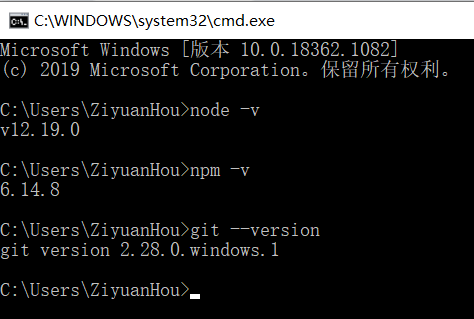 C:\WINDOWS\system32\cmd.exe
Microsoft Windows [版本 10.0.18362.1082]
(c) 2019 Microsoft Corporation。保留所有权利。
C:\Users\ZiyuanHou>node -v
v12.19.0
C:\Users\ZiyuanHou>npm -v
6.14.8
C:\Users\ZiyuanHou>git --version
git version 2.28.0.windows.1
C:\Users\ZiyuanHou>